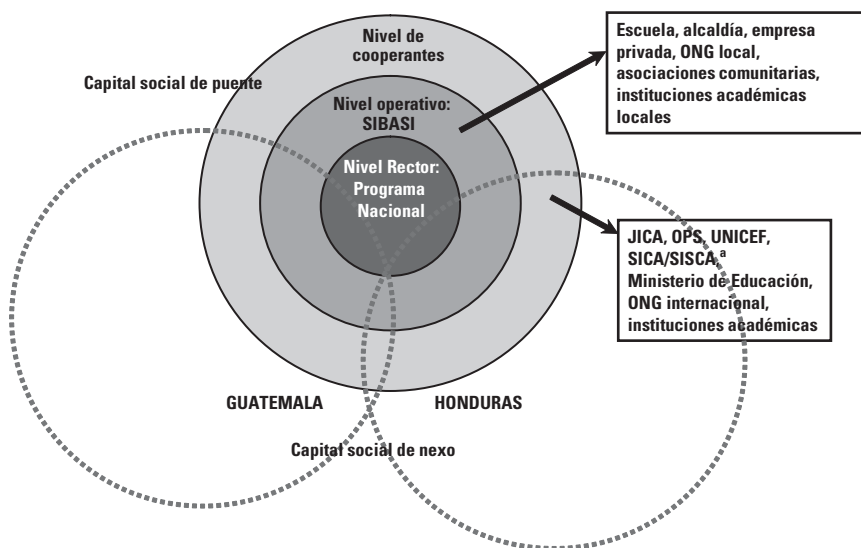 Nivel de
cooperantes
Capital social de puente
Nivel operativo:
SIBASI
Nivel Rector:
Programa
Nacional
Escuela, alcaldía, empresa
privada, ONG local,
asociaciones comunitarias,
instituciones académicas
locales
JICA, OPS, UNICEF,
SICA/SISCA,ª
Ministerio de Educación,
ONG internacional,
instituciones académicas
GUATEMALA
HONDURAS
Capital social de nexo